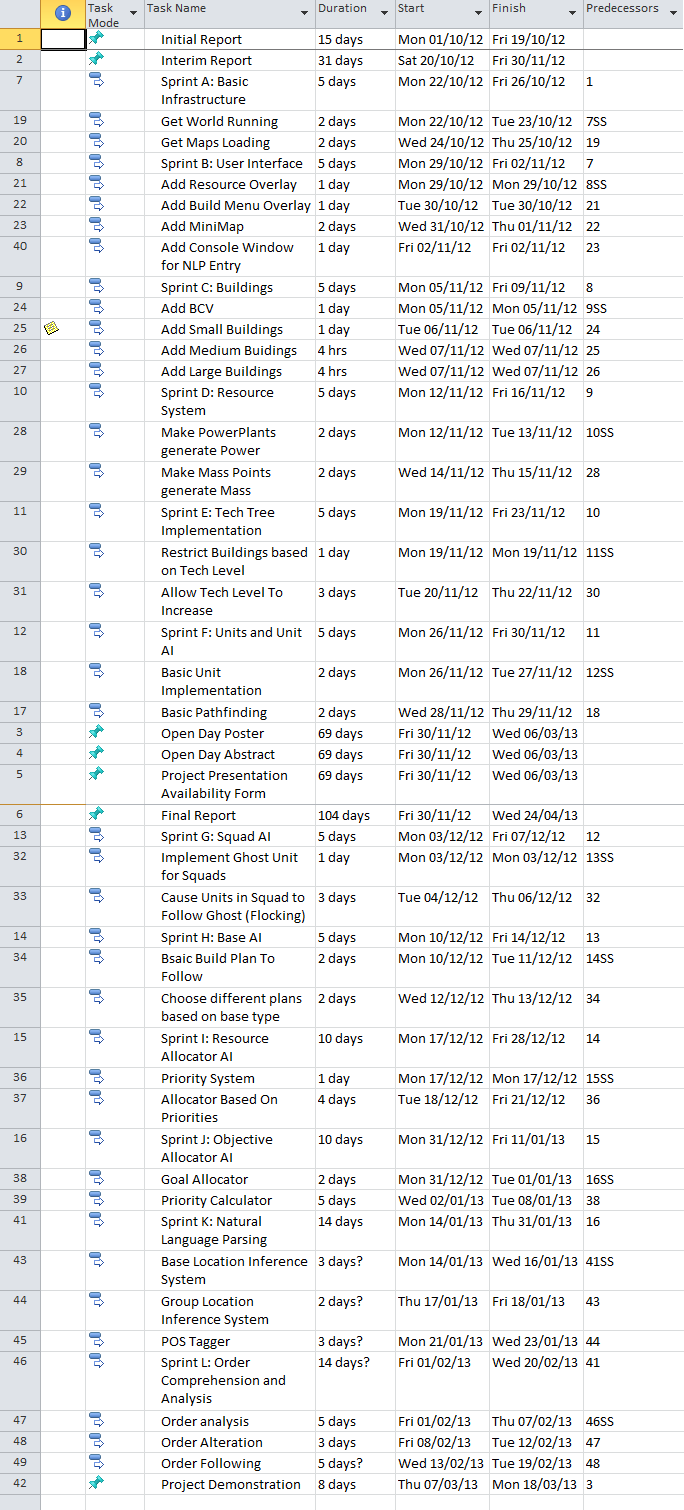 Task Mode Task Name Duration Start Finish Predecessors
1 Initial Report 15 days Mon 01/10/12 Fri 19/10/12
2 Interim Report 31 days Sat 20/10/12 Fri 30/11/12
7 Sprint A: Basic Infrastructure 5 days Mon 22/10/12 Fri 26/10/12 1
19 Get World Running 2 days Mon 22/10/12 Tue 23/10/12 7SS
20 Get Maps Loading 2 days Wed 24/10/12 Thu 25/10/12 19
8 Sprint B: User Interface 5 days Mon 29/10/12 Fri 02/11/12 7
21 Add Resource Overlay 1 day Mon 29/10/12 Mon 29/10/12 8SS
22 Add Build Menu Overlay 1 day Tue 30/10/12 Tue 30/10/12 21
23 Add MiniMap 2 days Wed 31/10/12 Thu 01/11/12 22
40 Add Console Window for NLP Entry 1 day Fri 02/11/12 Fri 02/11/12 23
9 Sprint C: Buildings 5 days Mon 05/11/12 Fri 09/11/12 8
24 Add BCV 1 day Mon 05/11/12 Mon 05/11/12 9SS
25 Add Small Buildings 1 day Tue 06/11/12 Tue 06/11/12 24
26 Add Medium Buidings 4 hrs Wed 07/11/12 Wed 07/11/12 25
27 Add Large Buildings 4 hrs Wed 07/11/12 Wed 07/11/12 26
10 Sprint D: Resource System 5 days Mon 12/11/12 Fri 16/11/12 9
28 Make PowerPlants generate Power 2 days Mon 12/11/12 Tue 13/11/12 10SS
29 Make Mass Points generate Mass 2 days Wed 14/11/12 Thu 15/11/12 28
11 Sprint E: Tech Tree Implementation 5 days Mon 19/11/12 Fri 23/11/12 10
30 Restrict Buildings based on Tech Level 1 day Mon 19/11/12 Mon 19/11/12 11SS
31 Allow Tech Level To Increase 3 days Tue 20/11/12 Thu 22/11/12 30
12 Sprint F: Units and Unit AI 5 days Mon 26/11/12 Fri 30/11/12 11
18 Basic Unit Implementation 2 days Mon 26/11/12 Tue 27/11/12 12SS
17 Basic Pathfinding 2 days Wed 28/11/12 Thu 29/11/12 18
3 Open Day Poster 69 days Fri 30/11/12 Wed 06/03/13
4 Open Day Abstract 69 days Fri 30/11/12 Wed 06/03/13
5 Project Presentation Availability Form 69 days Fri 30/11/12 Wed 06/03/13
6 Final Report 104 days Fri 30/11/12 Wed 24/04/13
13 Sprint G: Squad AI 5 days Mon 03/12/12 Fri 07/12/12 12
32 Implement Ghost Unit for Squads 1 day Mon 03/12/12 Mon 03/12/12 13SS
33 Cause Units in Squad to Follow Ghost (Flocking) 3 days Tue 04/12/12 Thu 06/12/12 32
14 Sprint H: Base AI 5 days Mon 10/12/12 Fri 14/12/12 13
34 Bsaic Build Plan To Follow 2 days Mon 10/12/12 Tue 11/12/12 14SS
35 Choose different plans based on base type 2 days Wed 12/12/12 Thu 13/12/12 34
15 Sprint I: Resource Allocator AI 10 days Mon 17/12/12 Fri 28/12/12 14
36 Priority System 1 day Mon 17/12/12 Mon 17/12/12 15SS
37 Allocator Based On Priorities 4 days Tue 18/12/12 Fri 21/12/12 36
16 Sprint J: Objective Allocator AI 10 days Mon 31/12/12 Fri 11/01/13 15
38 Goal Allocator 2 days Mon 31/12/12 Tue 01/01/13 16SS
39 Priority Calculator 5 days Wed 02/01/13 Tue 08/01/13 38
41 Sprint K: Natural Language Parsing 14 days Mon 14/01/13 Thu 31/01/13 16
43 Base Location Inference System 3 days? Mon 14/01/13 Wed 16/01/13 41SS
44 Group Location Inference System 2 days? Thu 17/01/13 Fri 18/01/13 43
45 POS Tagger 3 days? Mon 21/01/13 Wed 23/01/13 44
46 Sprint L: Order Comprehension and Analysis 14 days? Fri 01/02/13 Wed 20/02/13 41
47 Order analysis 5 days Fri 01/02/13 Thu 07/02/13 46SS
48 Order Alteration 3 days Fri 08/02/13 Tue 12/02/13 47
49 Order Following 5 days? Wed 13/02/13 Tue 19/02/13 48
42 Project Demonstration 8 days Thu 07/03/13 Mon 18/03/13 3